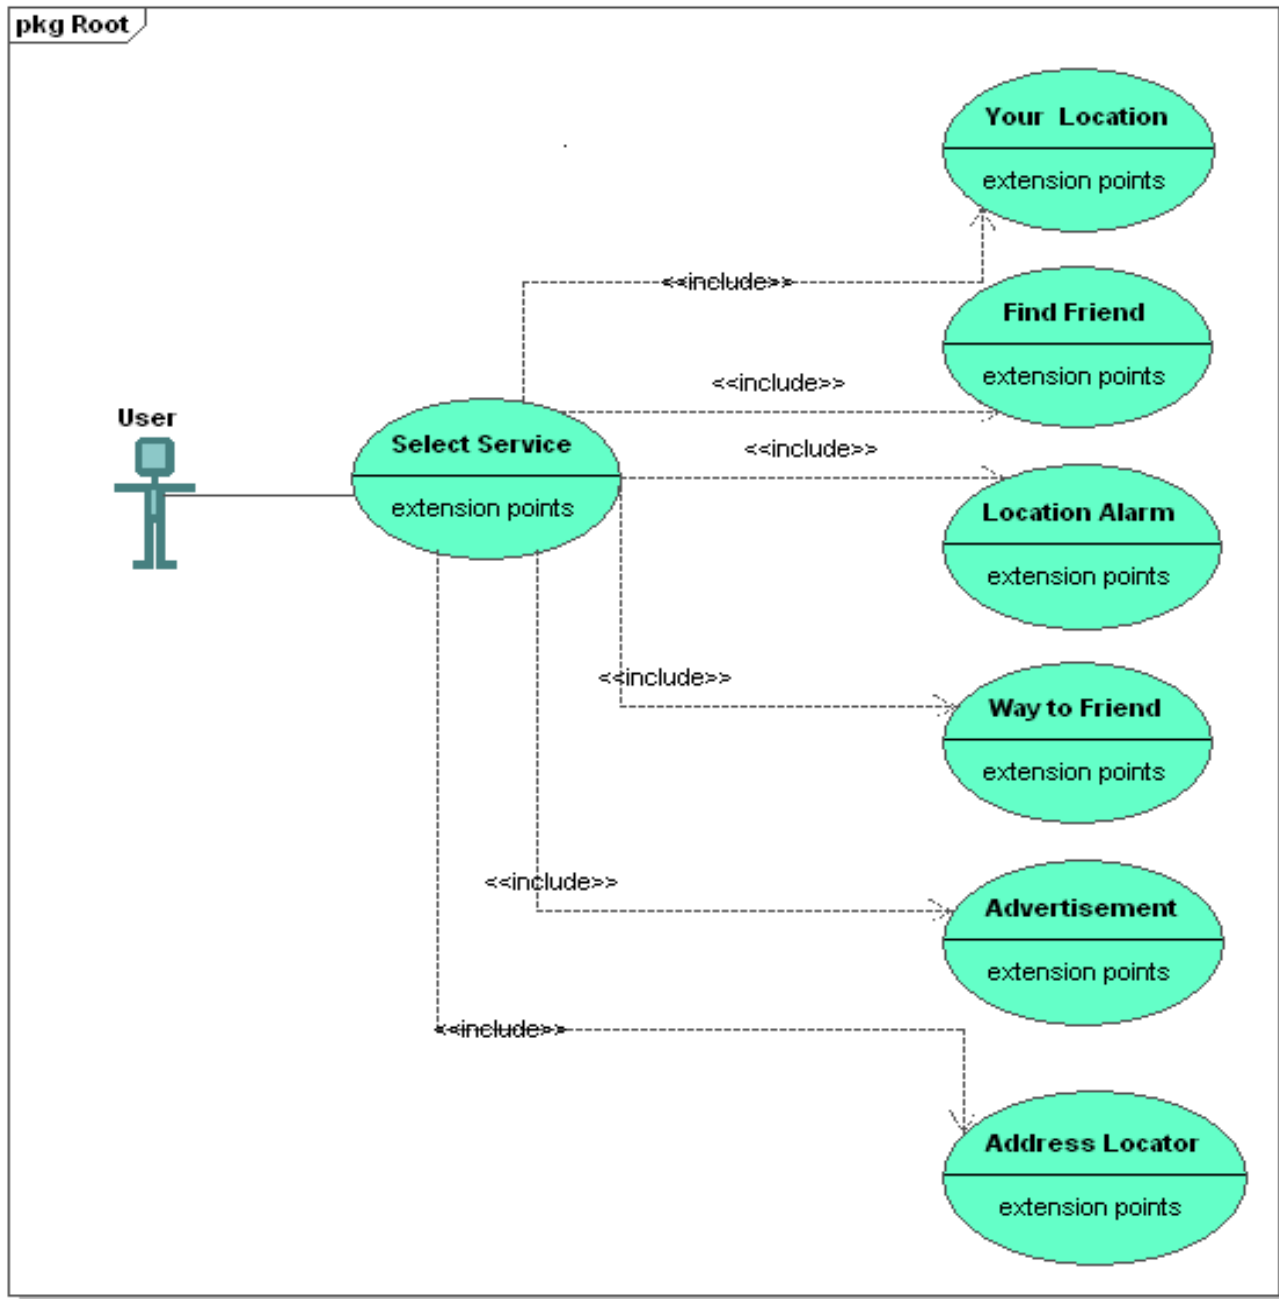 pkg Root
Your Location
extension points
<<include>>
Find Friend
extension points
<<include>>
User
Select Service
extension points
<<include>>
Location Alarm
extension points
<<include>>
Way to Friend
extension points
<<include>>
Advertisement
extension points
<<include>>
Address Locator
extension points